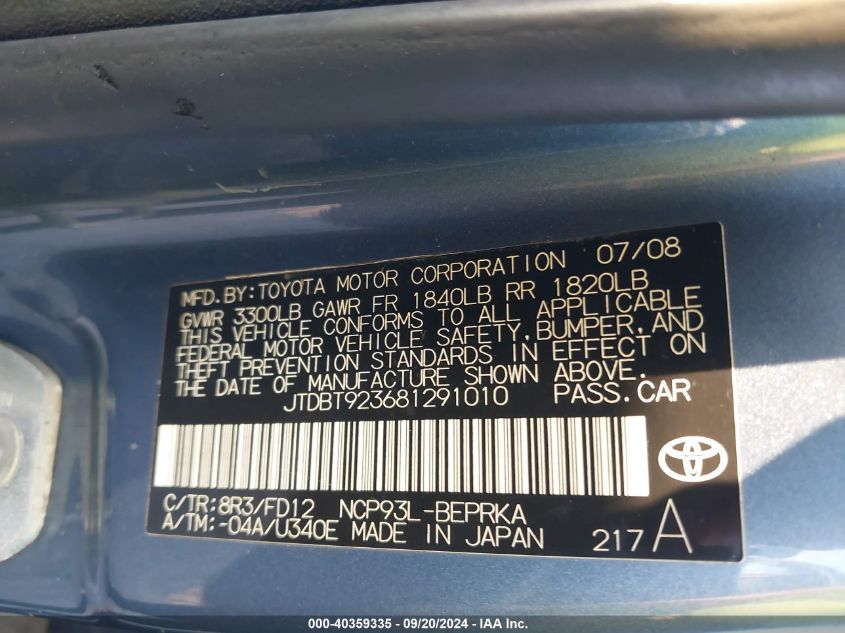 MFD. BY: TOYOTA MOTOR CORPORATION 07/08
GVWR 3300LB GAWR FR 1840LB RR 1820LB
THIS VEHICLE CONFORMS TO ALL APPLICABLE
FEDERAL MOTOR VEHICLE SAFETY, BUMPER, AND
THEFT PREVENTION STANDARDS IN EFFECT ON
THE DATE OF MANUFACTURE SHOWN ABOVE.
JTDBT923681291010 PASS. CAR
C/TR: 8R3/FD12 NCP93L-BEPRKA
A/TM: -04A/U340E MADE IN JAPAN 217 A
000-40359335 - 09/20/2024 - IAA Inc.